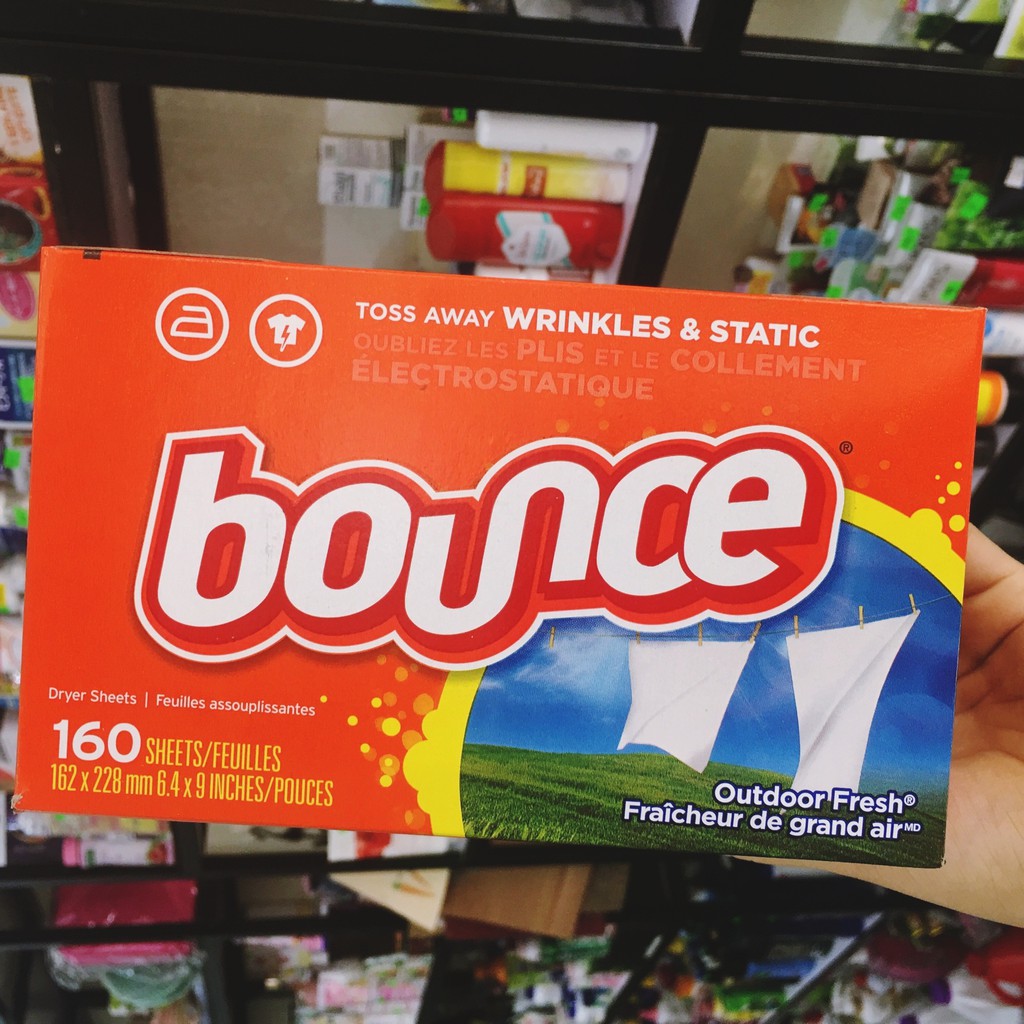 TOSS AWAY WRINKLES & STATIC
OUBLIEZ LES PLIS ET LE COLLEMENT
ÉLECTROSTATIQUE
bounce®
Dryer Sheets | Feuilles assouplissantes
160 SHEETS/FEUILLES
162 x 228 mm 6.4 x 9 INCHES/POUCES
Outdoor Fresh®
Fraîcheur de grand air MD